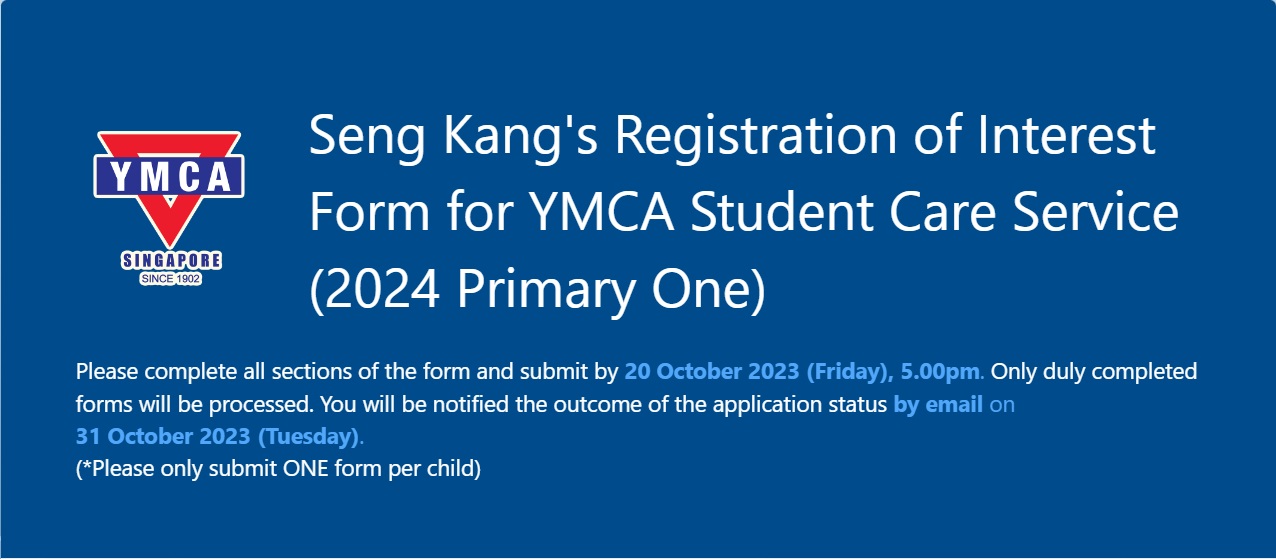 YMCA
SINGAPORE
SINCE 1902
Seng Kang's Registration of Interest
Form for YMCA Student Care Service
(2024 Primary One)
Please complete all sections of the form and submit by 20 October 2023 (Friday), 5.00pm. Only duly completed
forms will be processed. You will be notified the outcome of the application status by email on
31 October 2023 (Tuesday).
(*Please only submit ONE form per child)